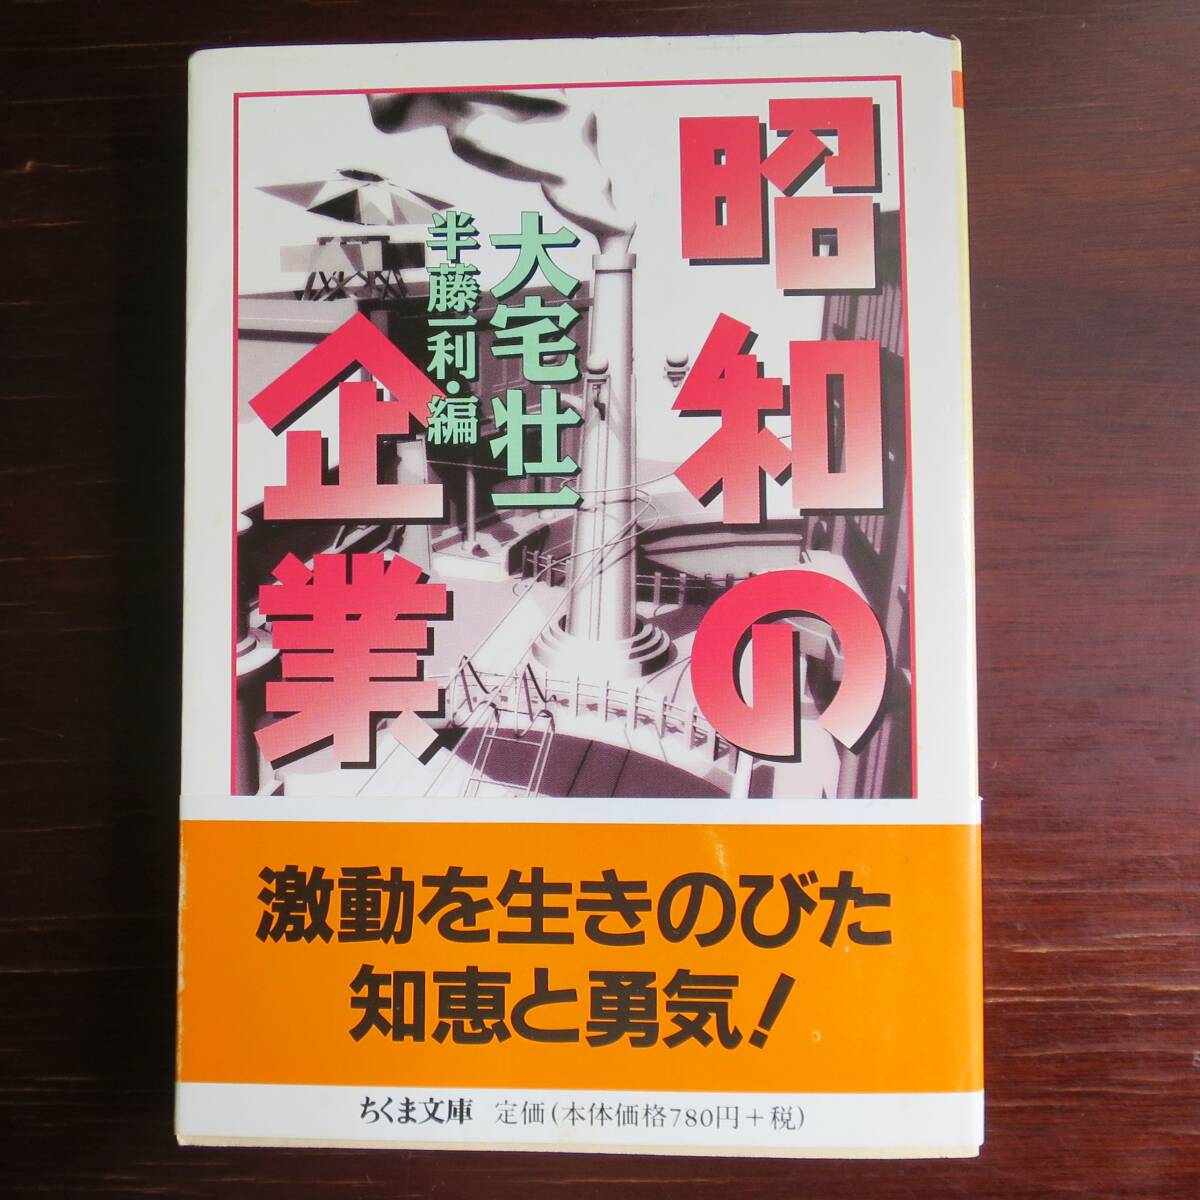 昭和の
企業
大宅壮一
半藤一利・編
激動を生きのびた
知恵と勇気！
ちくま文庫 定価(本体価格780円＋税)